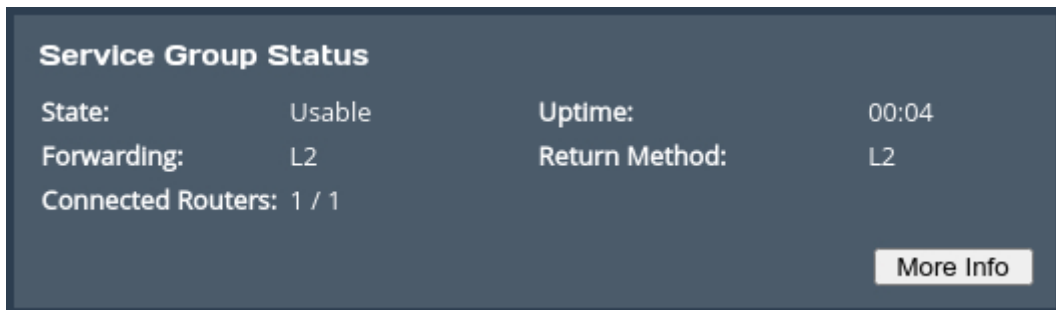 Service Group Status
State: Usable Uptime: 00:04
Forwarding: L2 Return Method: L2
Connected Routers: 1 / 1
More Info